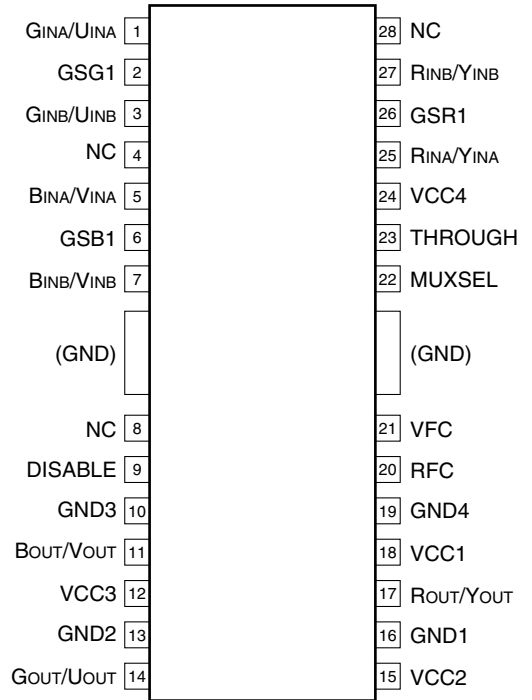 GINA/UINA 1 28 NC
GSG1 2 27 RINB/YINB
GINB/UINB 3 26 GSR1
NC 4 25 RINA/YINA
BINA/VINA 5 24 VCC4
GSB1 6 23 THROUGH
BINB/VINB 7 22 MUXSEL
(GND) (GND)
NC 8 21 VFC
DISABLE 9 20 RFC
GND3 10 19 GND4
BOUT/VOUT 11 18 VCC1
VCC3 12 17 ROUT/YOUT
GND2 13 16 GND1
GOUT/UOUT 14 15 VCC2